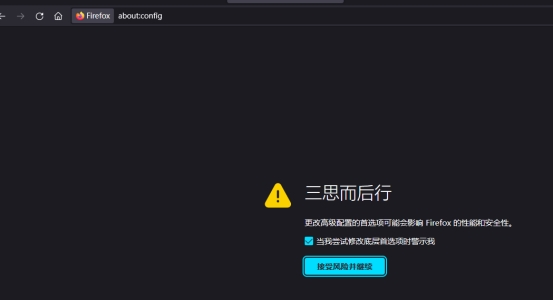 Firefox about:config
三思而后行
更改高级配置的首选项可能会影响 Firefox 的性能和安全性。
当我尝试修改底层首选项时警示我
接受风险并继续